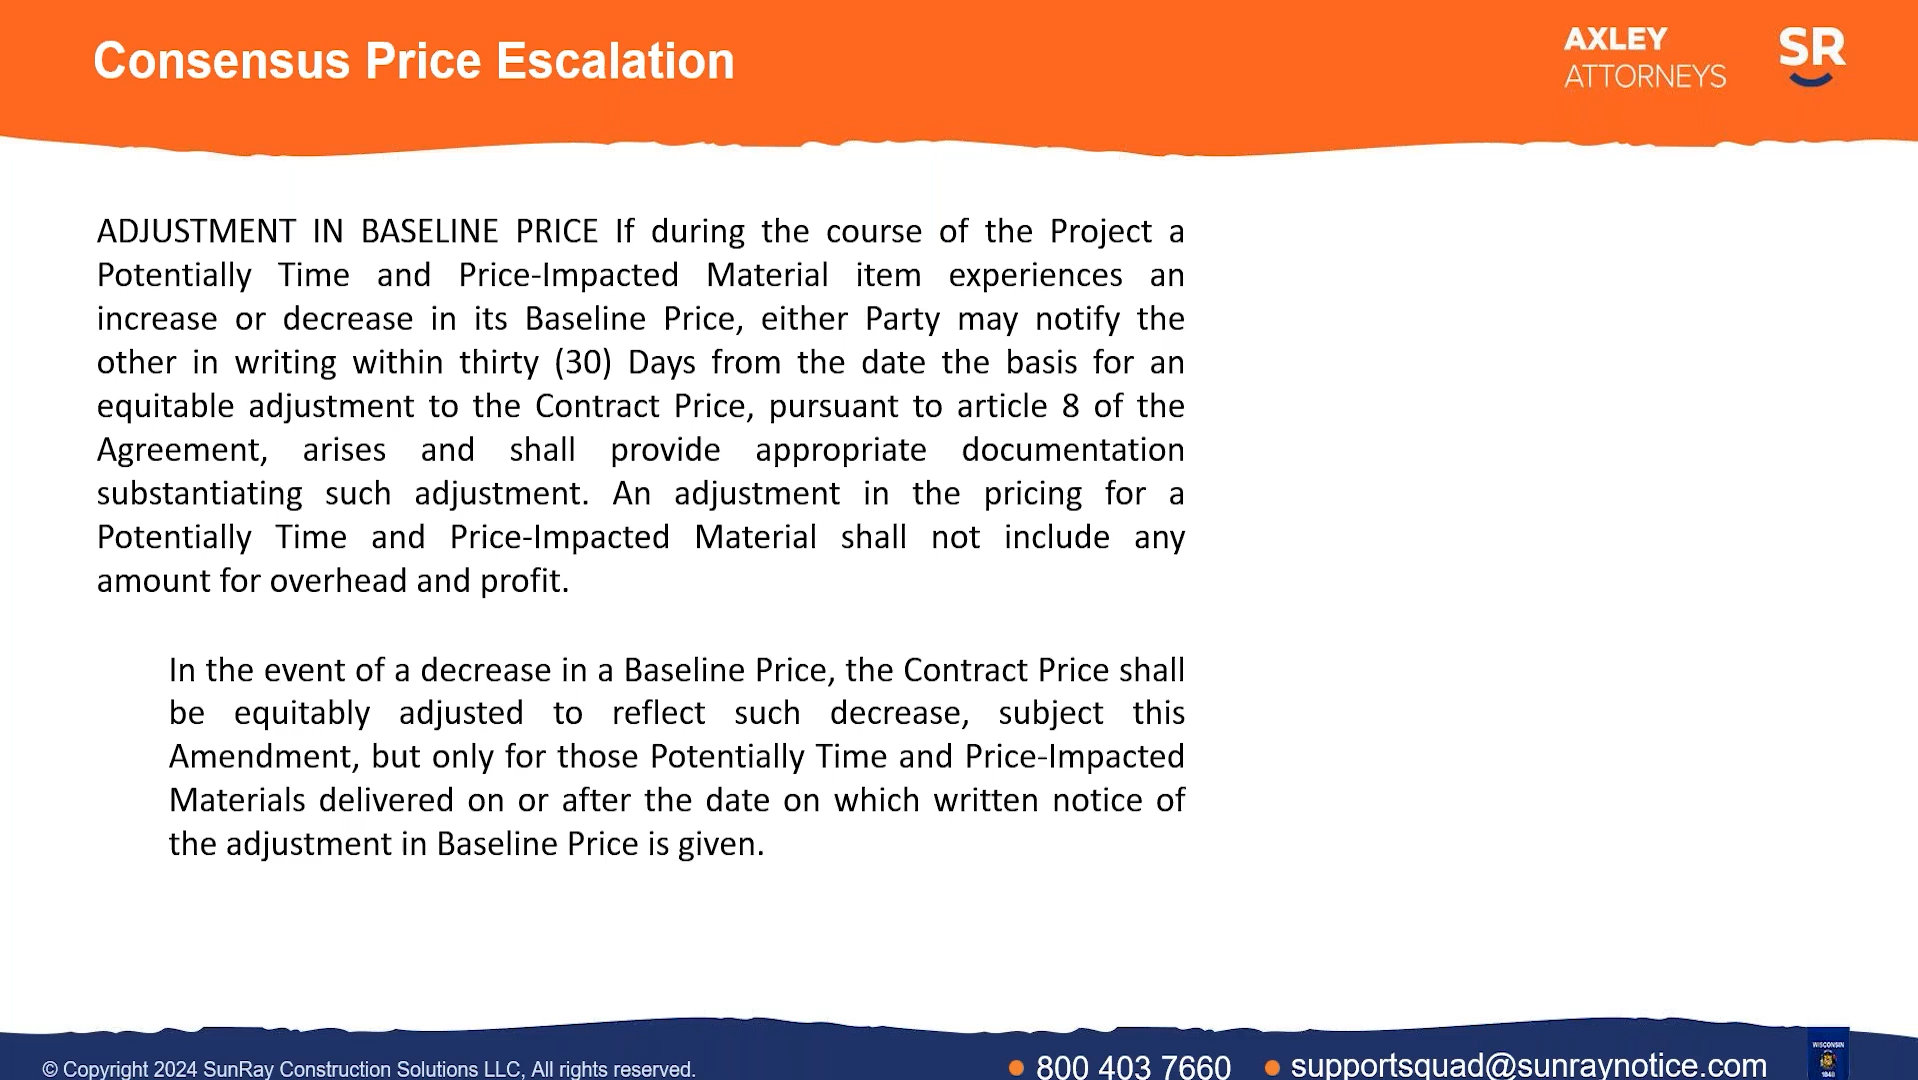 Consensus Price Escalation
AXLEY
ATTORNEYS
SR
ADJUSTMENT IN BASELINE PRICE If during the course of the Project a
Potentially Time and Price-Impacted Material item experiences an
increase or decrease in its Baseline Price, either Party may notify the
other in writing within thirty (30) Days from the date the basis for an
equitable adjustment to the Contract Price, pursuant to article 8 of the
Agreement, arises and shall provide appropriate documentation
substantiating such adjustment. An adjustment in the pricing for a
Potentially Time and Price-Impacted Material shall not include any
amount for overhead and profit.
In the event of a decrease in a Baseline Price, the Contract Price shall
be equitably adjusted to reflect such decrease, subject this
Amendment, but only for those Potentially Time and Price-Impacted
Materials delivered on or after the date on which written notice of
the adjustment in Baseline Price is given.
© Copyright 2024 SunRay Construction Solutions LLC, All rights reserved.
800 403 7660
supportsquad@sunraynotice.com
WISCONSIN
1848